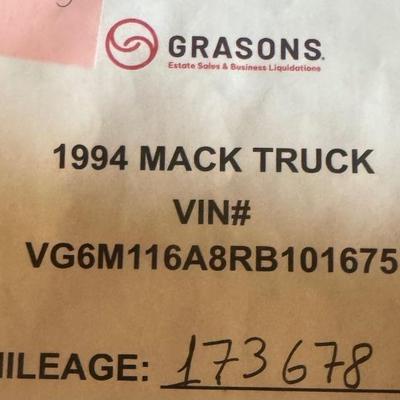 GRASONS.
Estate Sales & Business Liquidations
1994 MACK TRUCK
VIN#
VG6M116A8RB101675
MILEAGE: 173678